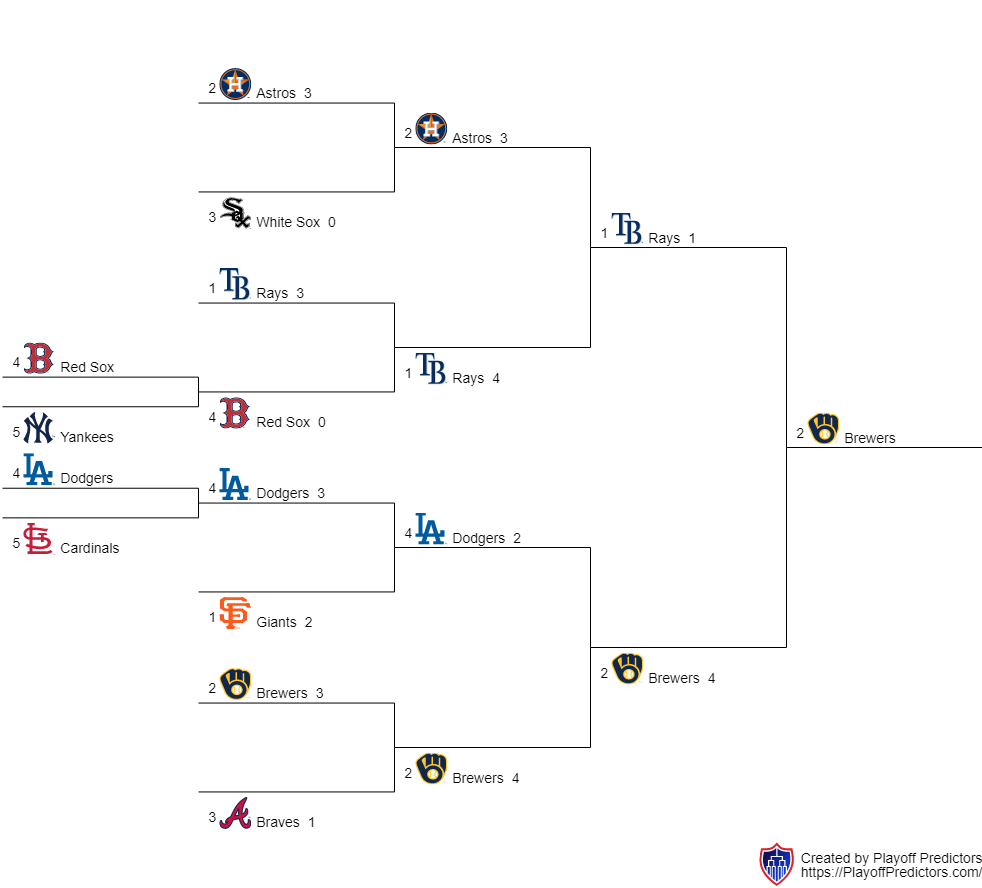 2 Astros 3
2 Astros 3
3 White Sox 0
1 Rays 1
1 Rays 3
4 Red Sox
1 Rays 4
4 Red Sox 0
5 Yankees
2 Brewers
4 Dodgers
4 Dodgers 3
4 Dodgers 2
5 Cardinals
1 Giants 2
2 Brewers 4
2 Brewers 3
2 Brewers 4
3 Braves 1
Created by Playoff Predictors
https://PlayoffPredictors.com/